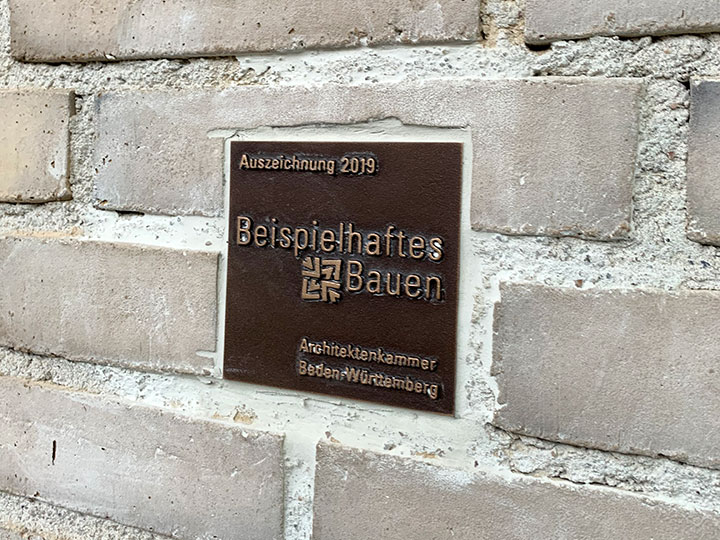 Auszeichnung 2019
Beispielhaftes
Bauen
Architektenkammer
Baden-Württemberg